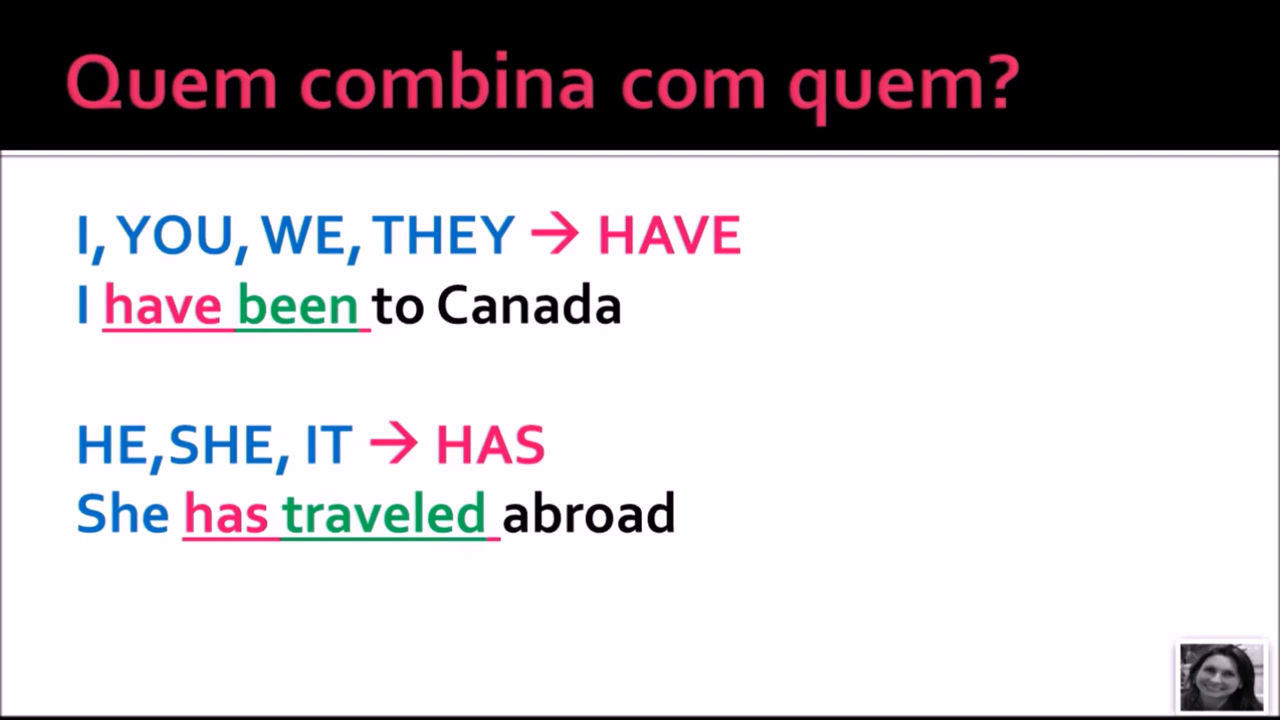 Quem combina com quem?
I, YOU, WE, THEY → HAVE
I have been to Canada
HE,SHE, IT → HAS
She has traveled abroad